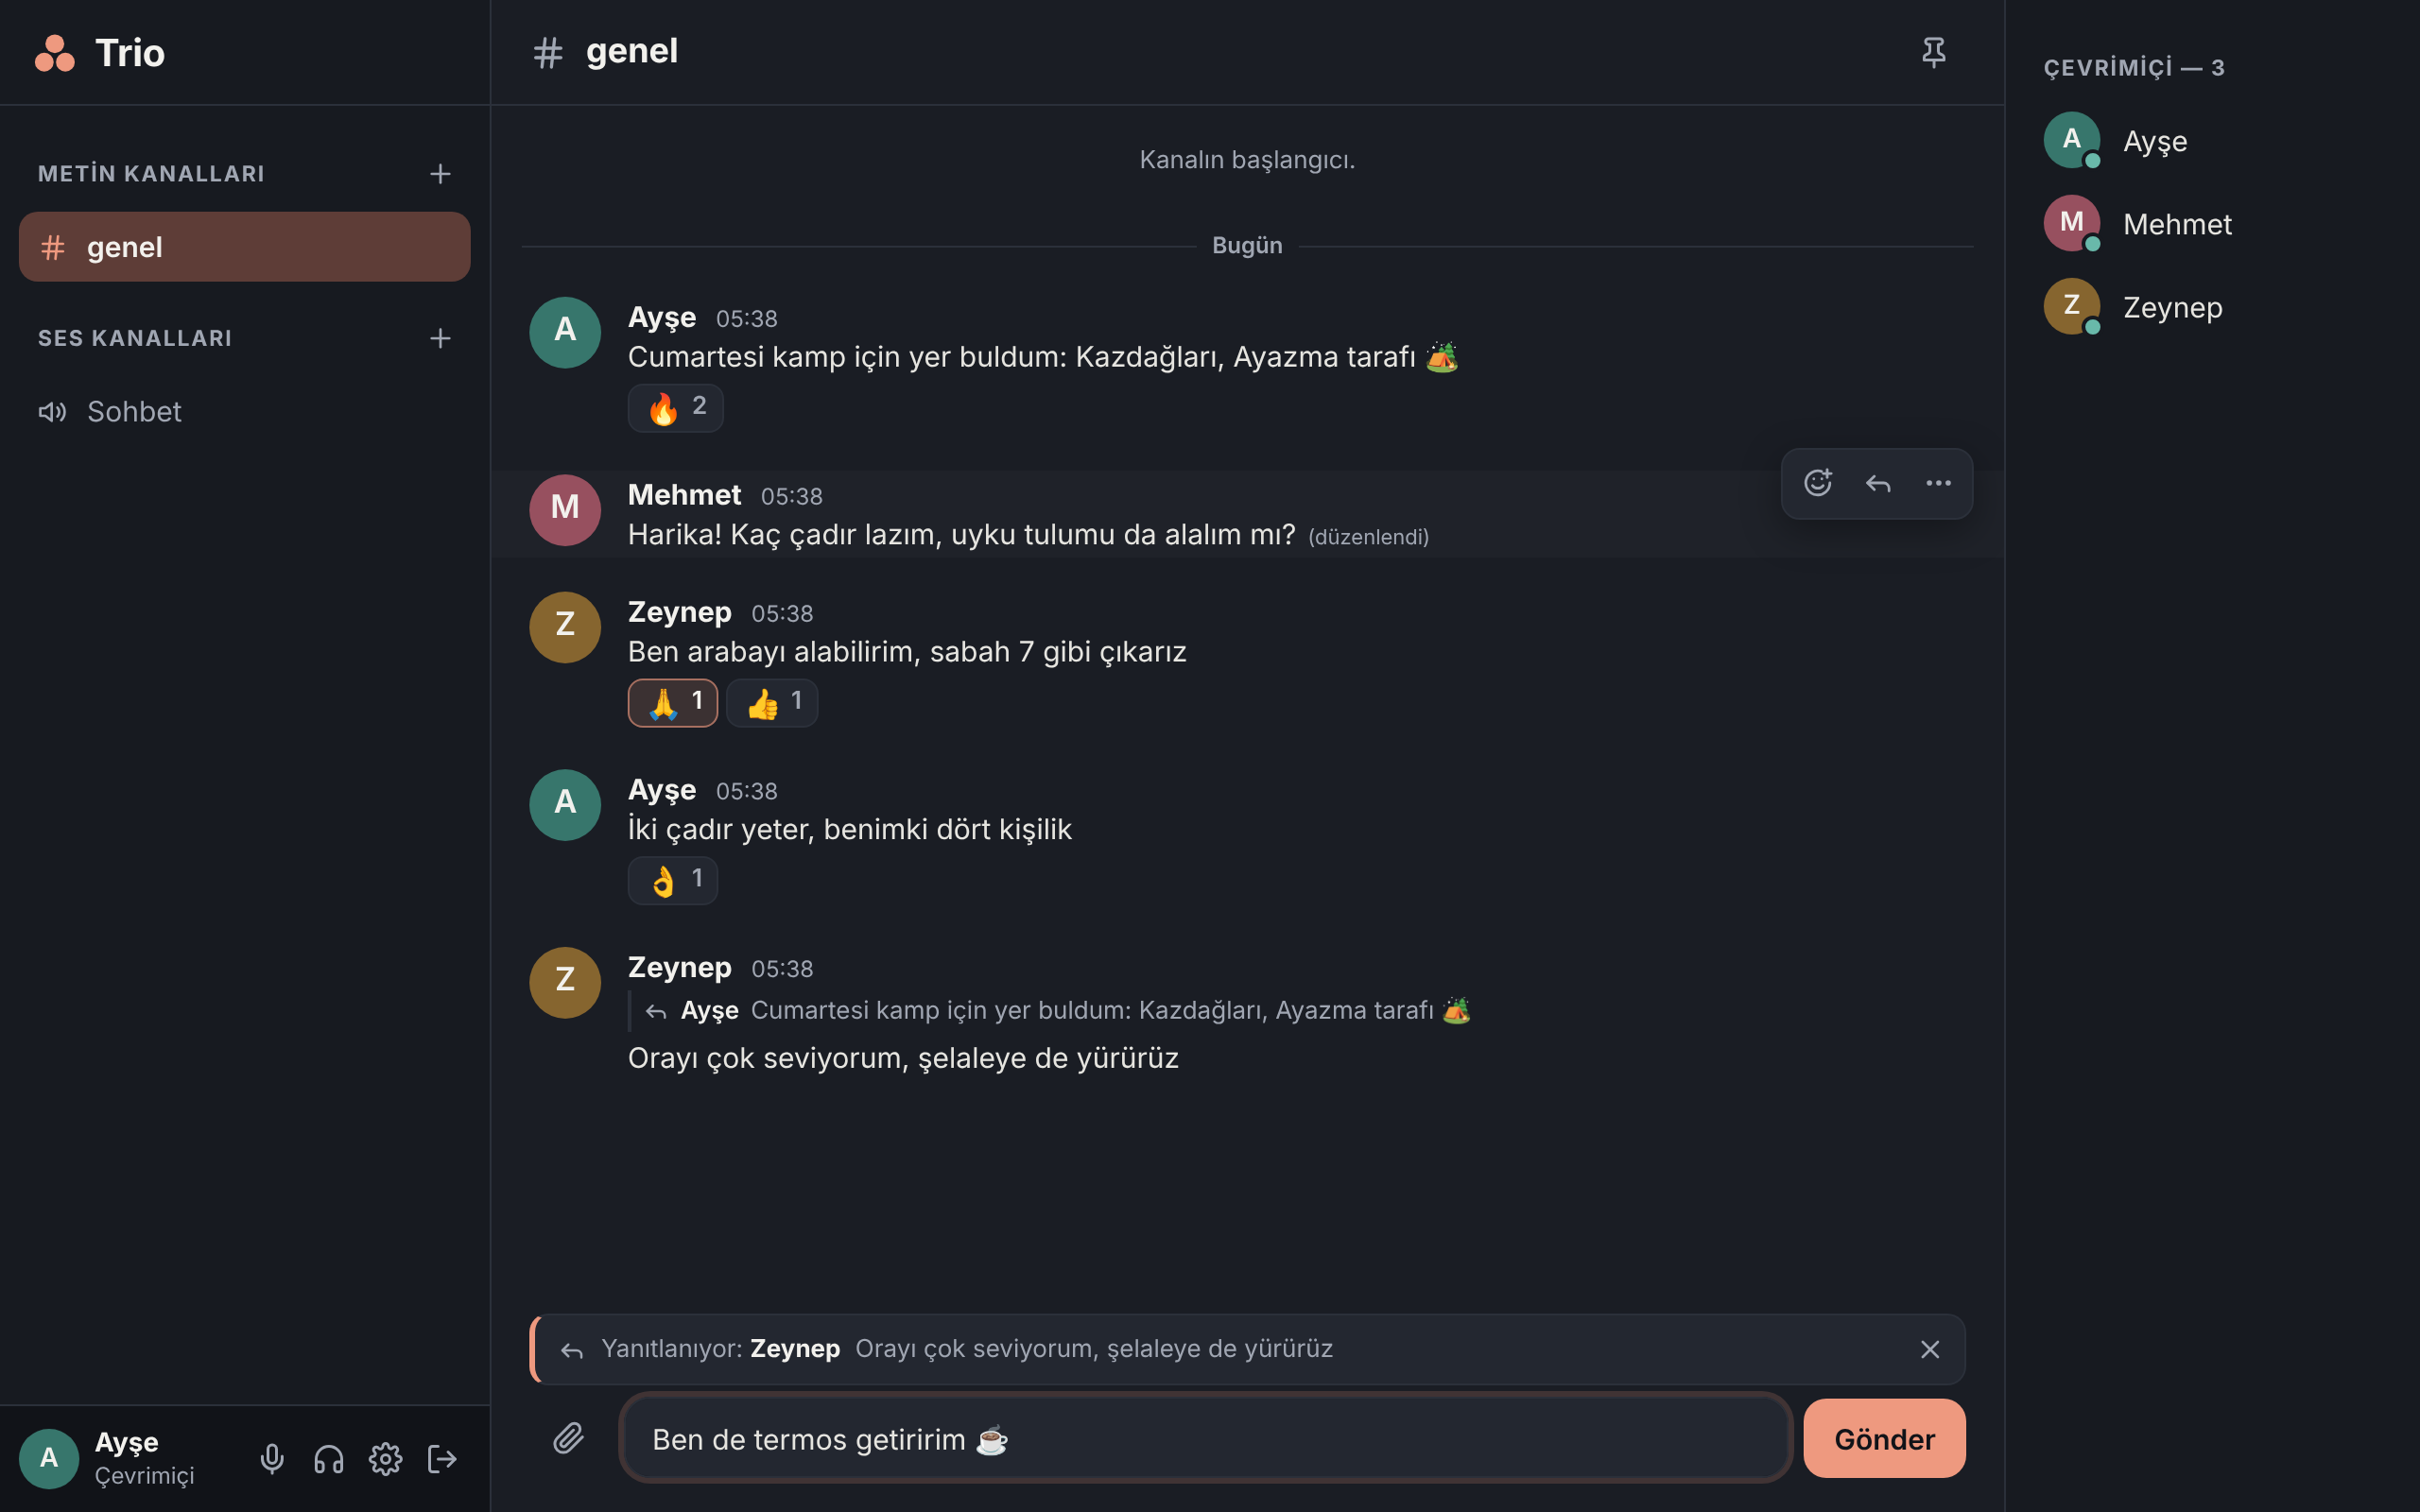 Trio
METİN KANALLARI
genel
SES KANALLARI
Sohbet
A
Ayşe
Çevrimiçi
# genel
Kanalın başlangıcı.
Bugün
A
Ayşe 05:38
Cumartesi kamp için yer buldum: Kazdağları, Ayazma tarafı 🏕️
🔥 2
M
Mehmet 05:38
Harika! Kaç çadır lazım, uyku tulumu da alalım mı? (düzenlendi)
Z
Zeynep 05:38
Ben arabayı alabilirim, sabah 7 gibi çıkarız
🙏 1 👍 1
A
Ayşe 05:38
İki çadır yeter, benimki dört kişilik
👌 1
Z
Zeynep 05:38
Ayşe Cumartesi kamp için yer buldum: Kazdağları, Ayazma tarafı 🏕️
Orayı çok seviyorum, şelaleye de yürürüz
Yanıtlanıyor: Zeynep Orayı çok seviyorum, şelaleye de yürürüz
Ben de termos getiririm ☕
Gönder
ÇEVRİMİÇİ — 3
A Ayşe
M Mehmet
Z Zeynep